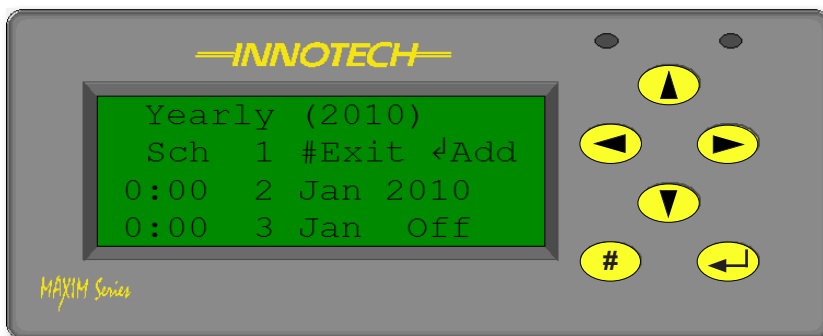 INNOTECH
Yearly (2010)
Sch 1 #Exit ↲Add
0:00 2 Jan 2010
0:00 3 Jan Off
#
MAXIM Series